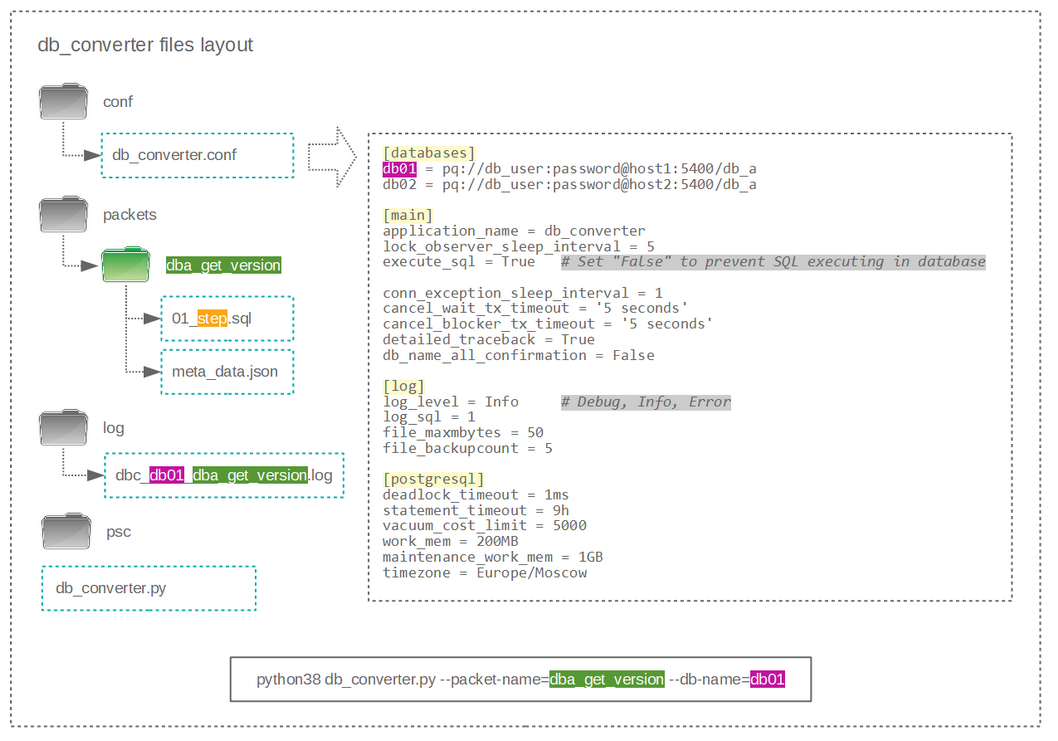 db_converter files layout
conf
db_converter.conf
packets
dba_get_version
01_step.sql
meta_data.json
log
dbc_db01_dba_get_version.log
psc
db_converter.py
[databases]
db01 = pq://db_user:password@host1:5400/db_a
db02 = pq://db_user:password@host2:5400/db_a
[main]
application_name = db_converter
lock_observer_sleep_interval = 5
execute_sql = True # Set "False" to prevent SQL executing in database
conn_exception_sleep_interval = 1
cancel_wait_tx_timeout = '5 seconds'
cancel_blocker_tx_timeout = '5 seconds'
detailed_traceback = True
db_name_all_confirmation = False
[log]
log_level = Info # Debug, Info, Error
log_sql = 1
file_maxmbytes = 50
file_backupcount = 5
[postgresql]
deadlock_timeout = 1ms
statement_timeout = 9h
vacuum_cost_limit = 5000
work_mem = 200MB
maintenance_work_mem = 1GB
timezone = Europe/Moscow
python38 db_converter.py --packet-name=dba_get_version --db-name=db01